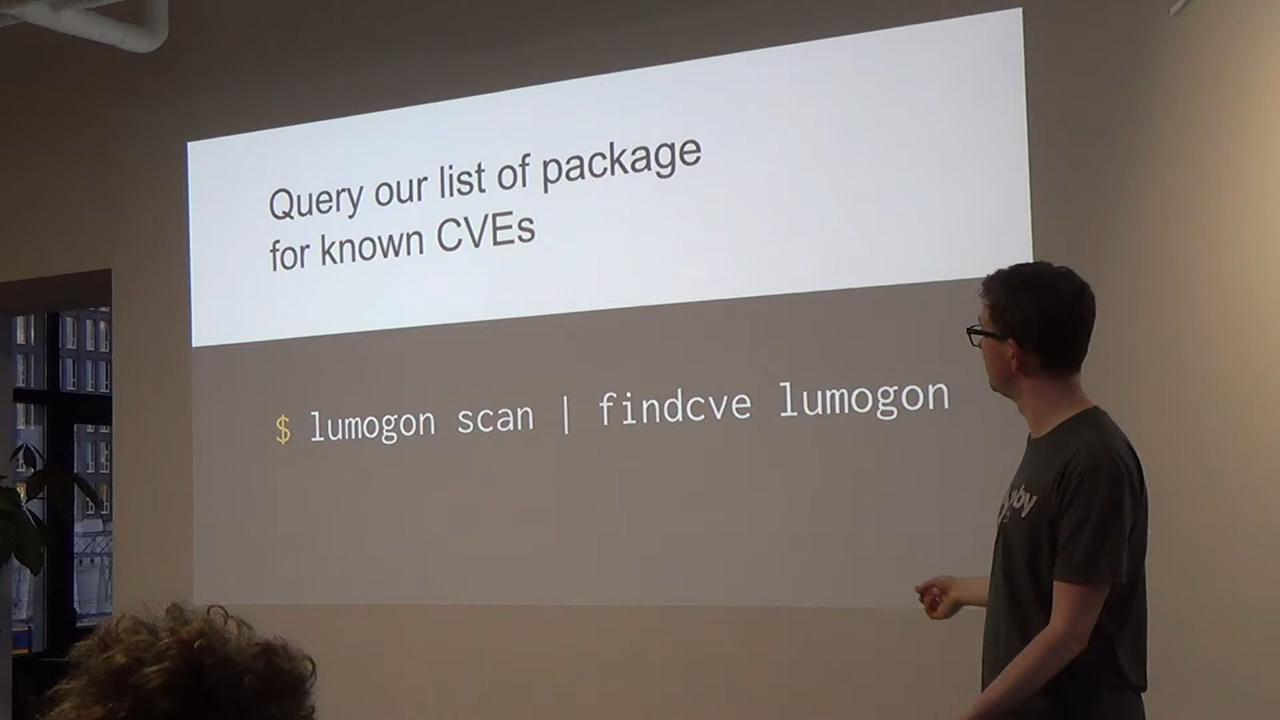 Query our list of package
for known CVEs
$ lumogon scan | findcve lumogon